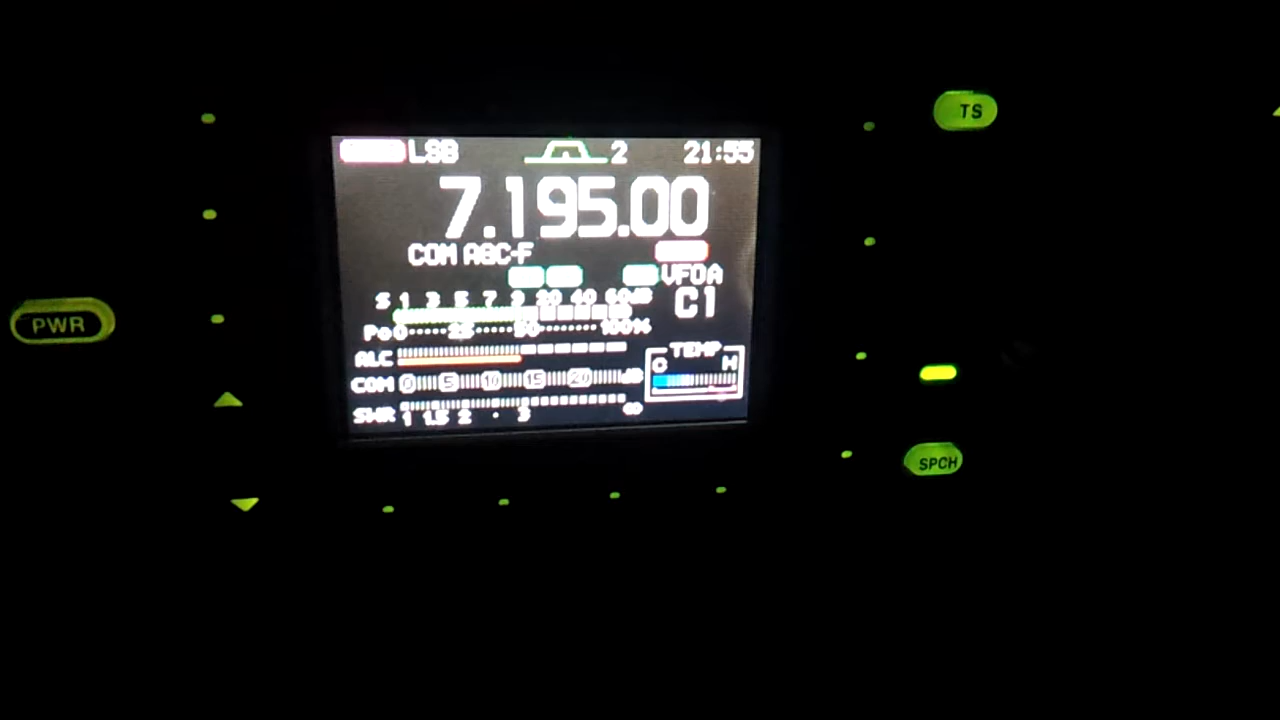 LSB 2 21:55
7.195.00
COM AGC-F
VFOA
C1
S 1 3 5 7 9 20 40 60dB
Po 0 25 50 100%
ALC
COM 0 5 10 15 20 dB
SWR 1 1.5 2 3 ∞
TEMP
C H
PWR
TS
SPCH